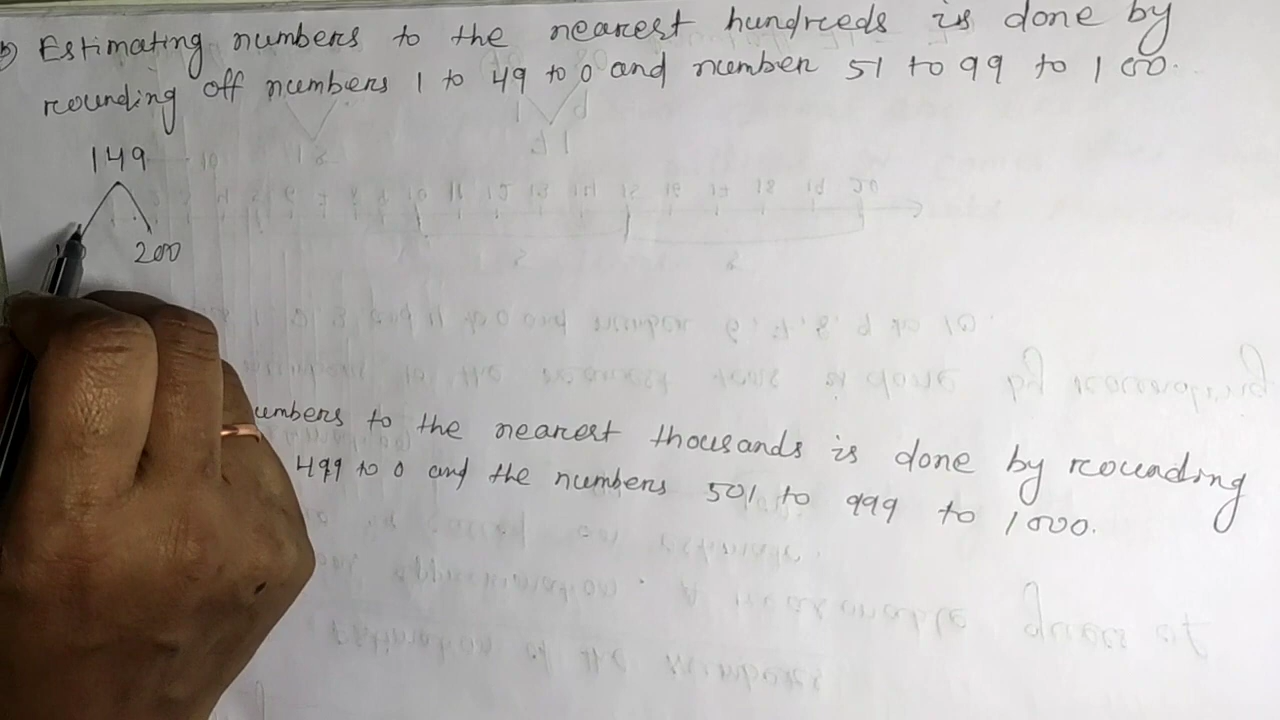 Estimating numbers to the nearest hundreds is done by
rounding off numbers 1 to 49 to 0 and number 51 to 99 to 100.
149
200
umbers to the nearest thousands is done by rounding
499 to 0 and the numbers 501 to 999 to 1000.